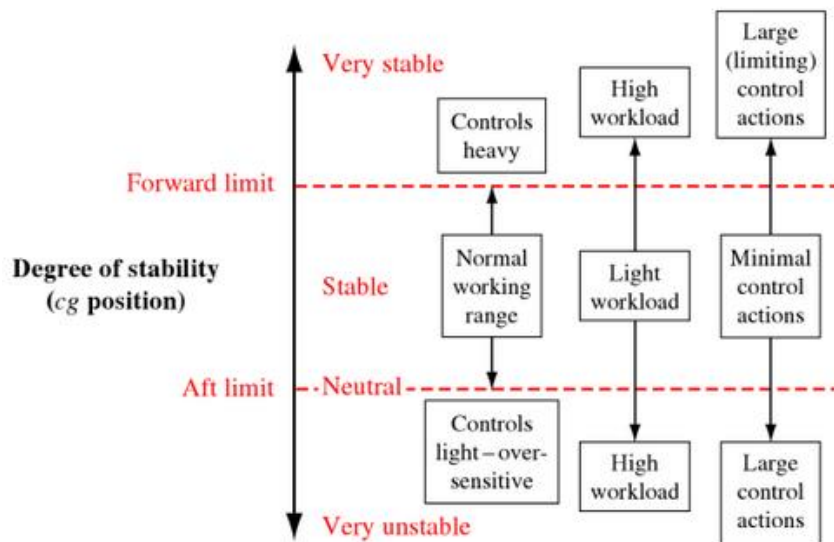 Very stable
Forward limit
Degree of stability
(cg position)
Stable
Aft limit
Neutral
Very unstable
Controls
heavy
Normal
working
range
Controls
light – over-
sensitive
High
workload
Light
workload
High
workload
Large
(limiting)
control
actions
Minimal
control
actions
Large
control
actions